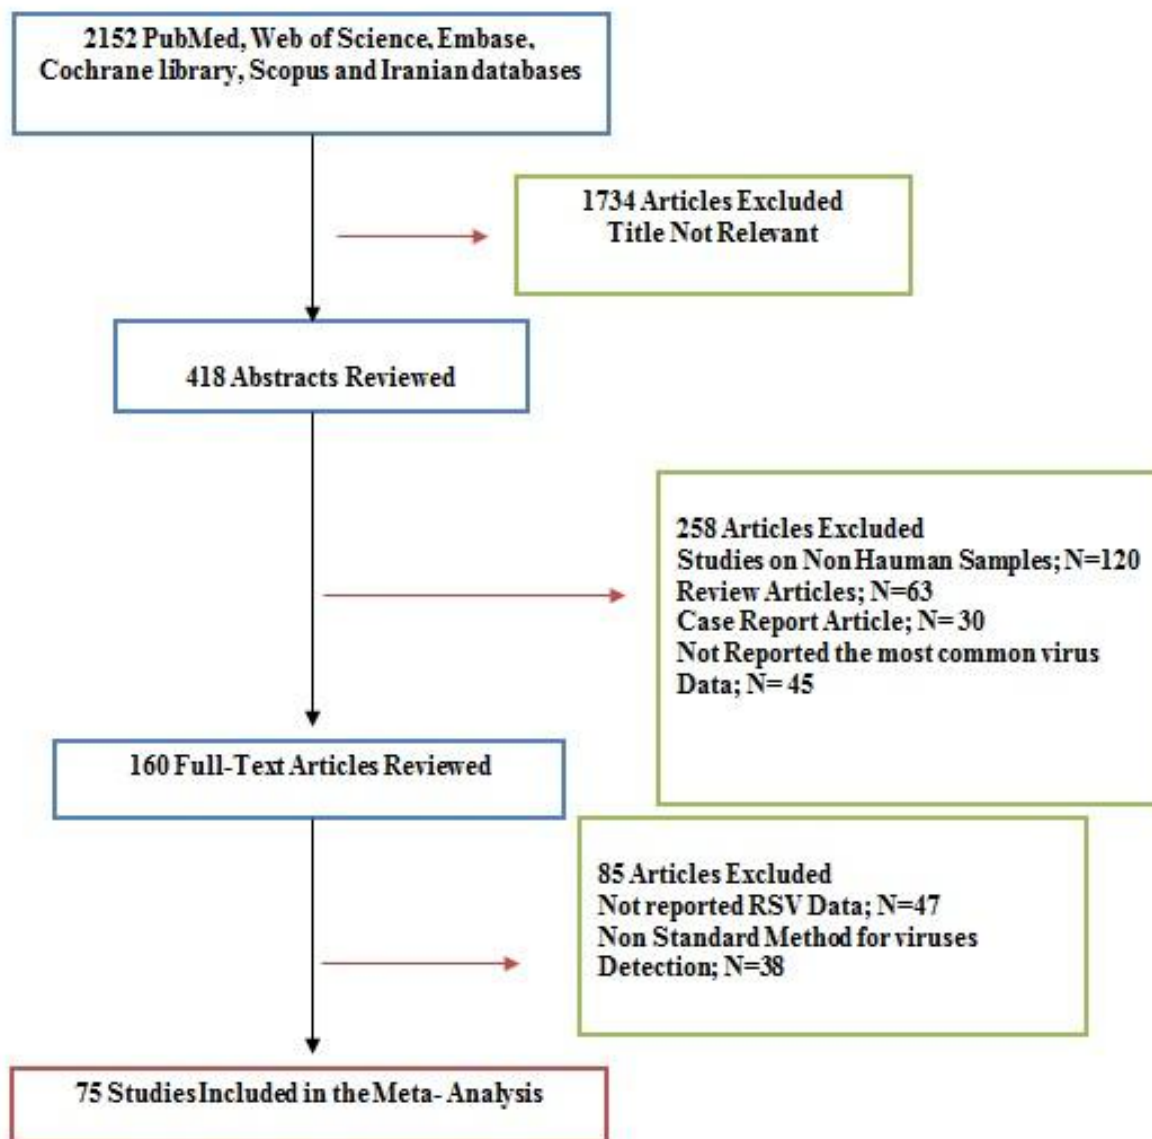 2152 PubMed, Web of Science, Embase,
Cochrane library, Scopus and Iranian databases
1734 Articles Excluded
Title Not Relevant
418 Abstracts Reviewed
258 Articles Excluded
Studies on Non Hauman Samples; N=120
Review Articles; N=63
Case Report Article; N= 30
Not Reported the most common virus
Data; N= 45
160 Full-Text Articles Reviewed
85 Articles Excluded
Not reported RSV Data; N=47
Non Standard Method for viruses
Detection; N=38
75 Studies Included in the Meta- Analysis